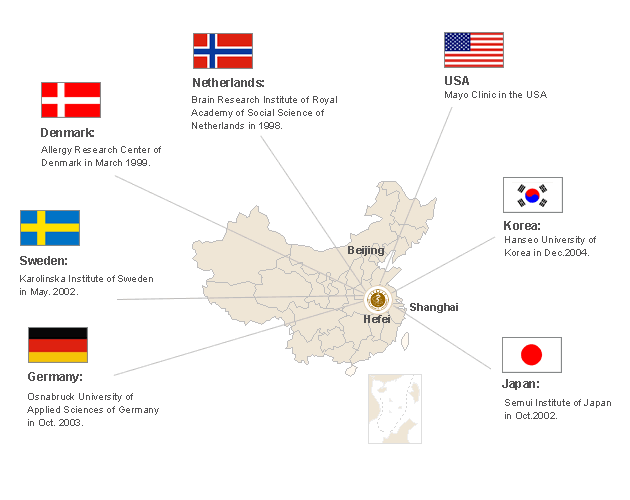 Netherlands:
Brain Research Institute of Royal
Academy of Social Science of
Netherlands in 1998.
USA
Mayo Clinic in the USA
Denmark:
Allergy Research Center of
Denmark in March 1999.
Korea:
Hanseo University of
Korea in Dec.2004.
Sweden:
Karolinska Institute of Sweden
in May. 2002.
Beijing
Shanghai
Hefei
Germany:
Osnabruck University of
Applied Sciences of Germany
in Oct. 2003.
Japan:
Semui Institute of Japan
in Oct.2002.